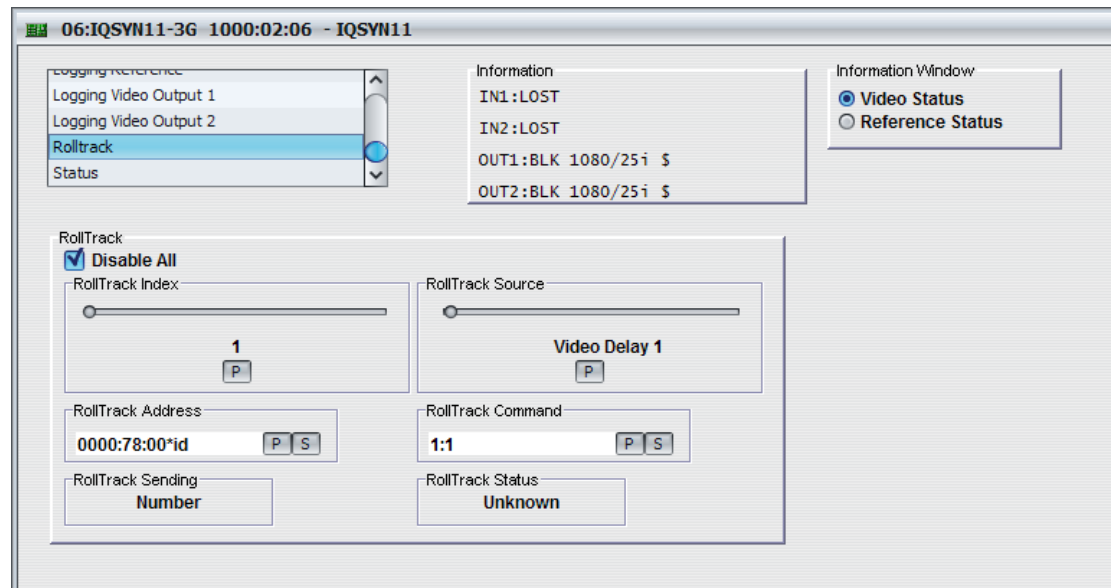 06:IQSYN11-3G 1000:02:06 - IQSYN11
Logging Reference
Logging Video Output 1
Logging Video Output 2
Rolltrack
Status
Information
IN1:LOST
IN2:LOST
OUT1:BLK 1080/25i $
OUT2:BLK 1080/25i $
Information Window
Video Status
Reference Status
RollTrack
Disable All
RollTrack Index
1
P
RollTrack Source
Video Delay 1
P
RollTrack Address
0000:78:00*id P S
RollTrack Command
1:1 P S
RollTrack Sending
Number
RollTrack Status
Unknown